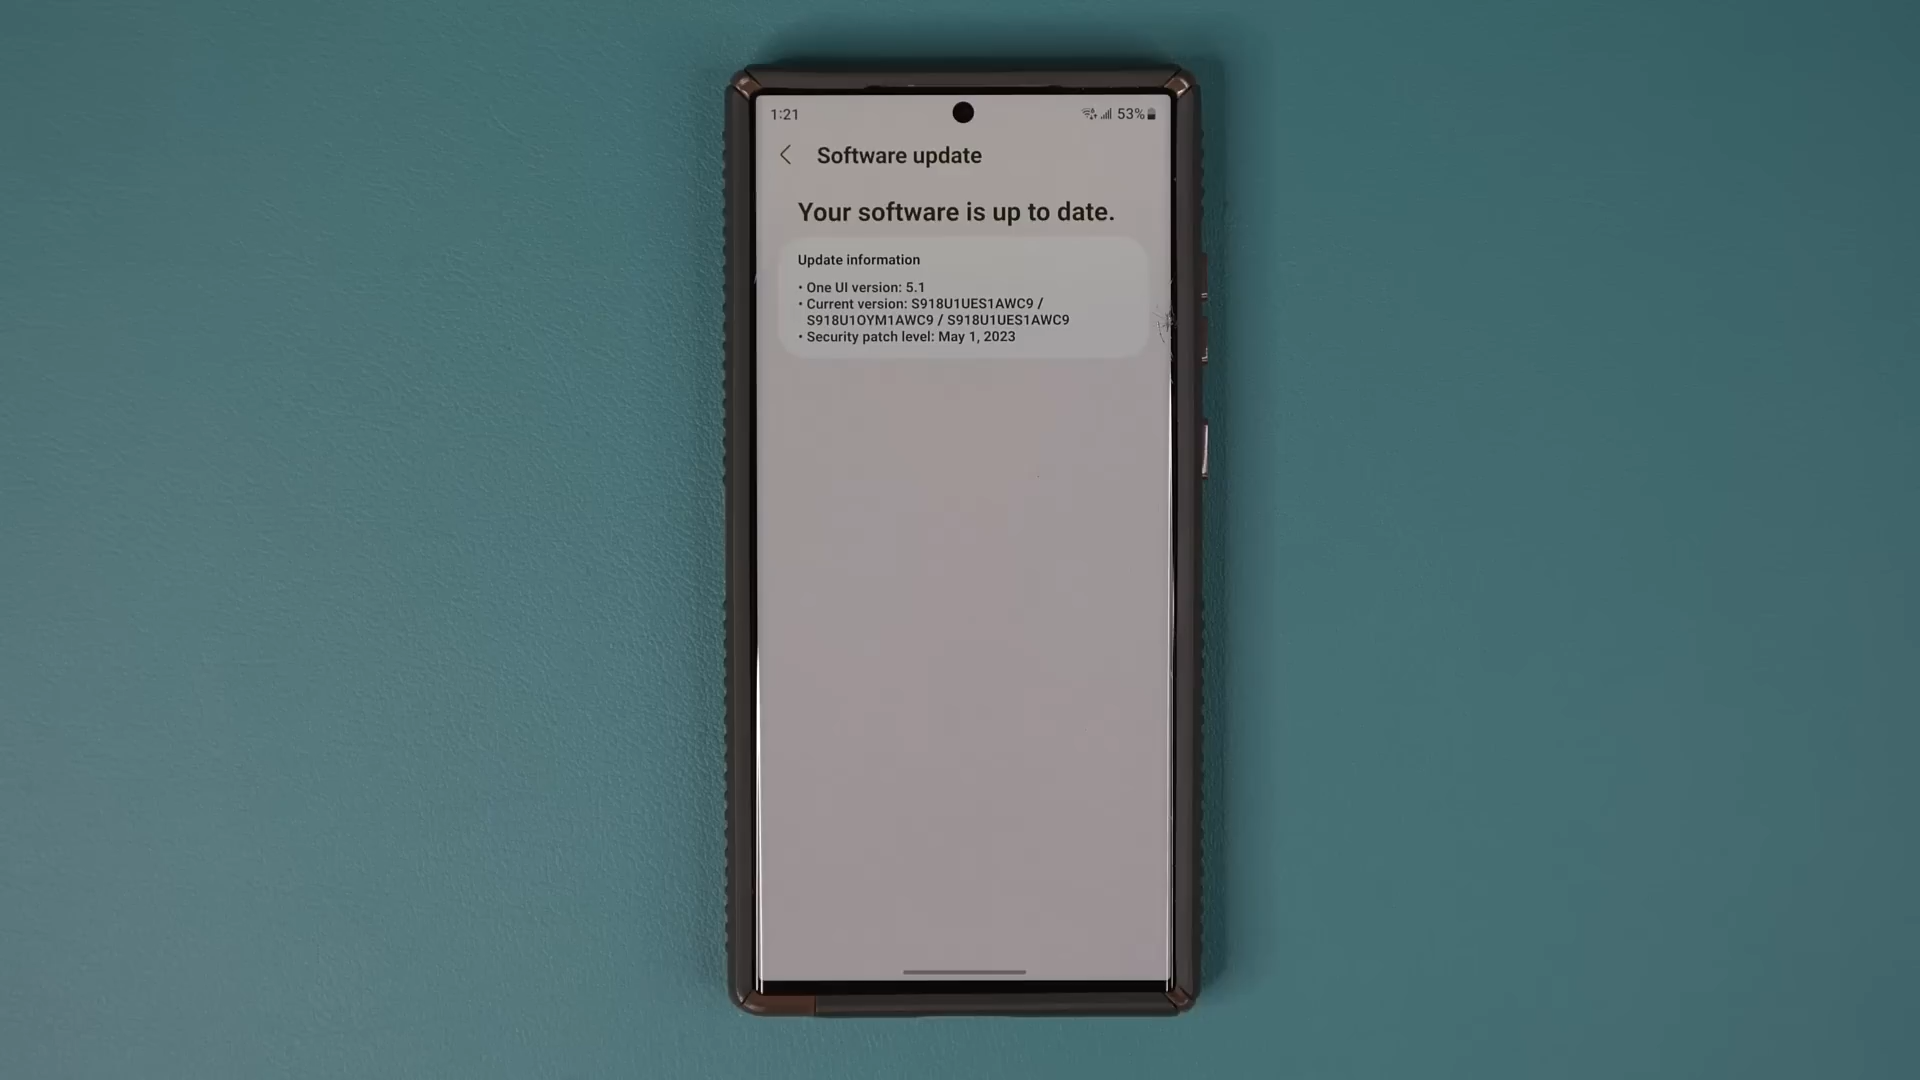 1:21
53%
Software update
Your software is up to date.
Update information
• One UI version: 5.1
• Current version: S918U1UES1AWC9 /
S918U1OYM1AWC9 / S918U1UES1AWC9
• Security patch level: May 1, 2023